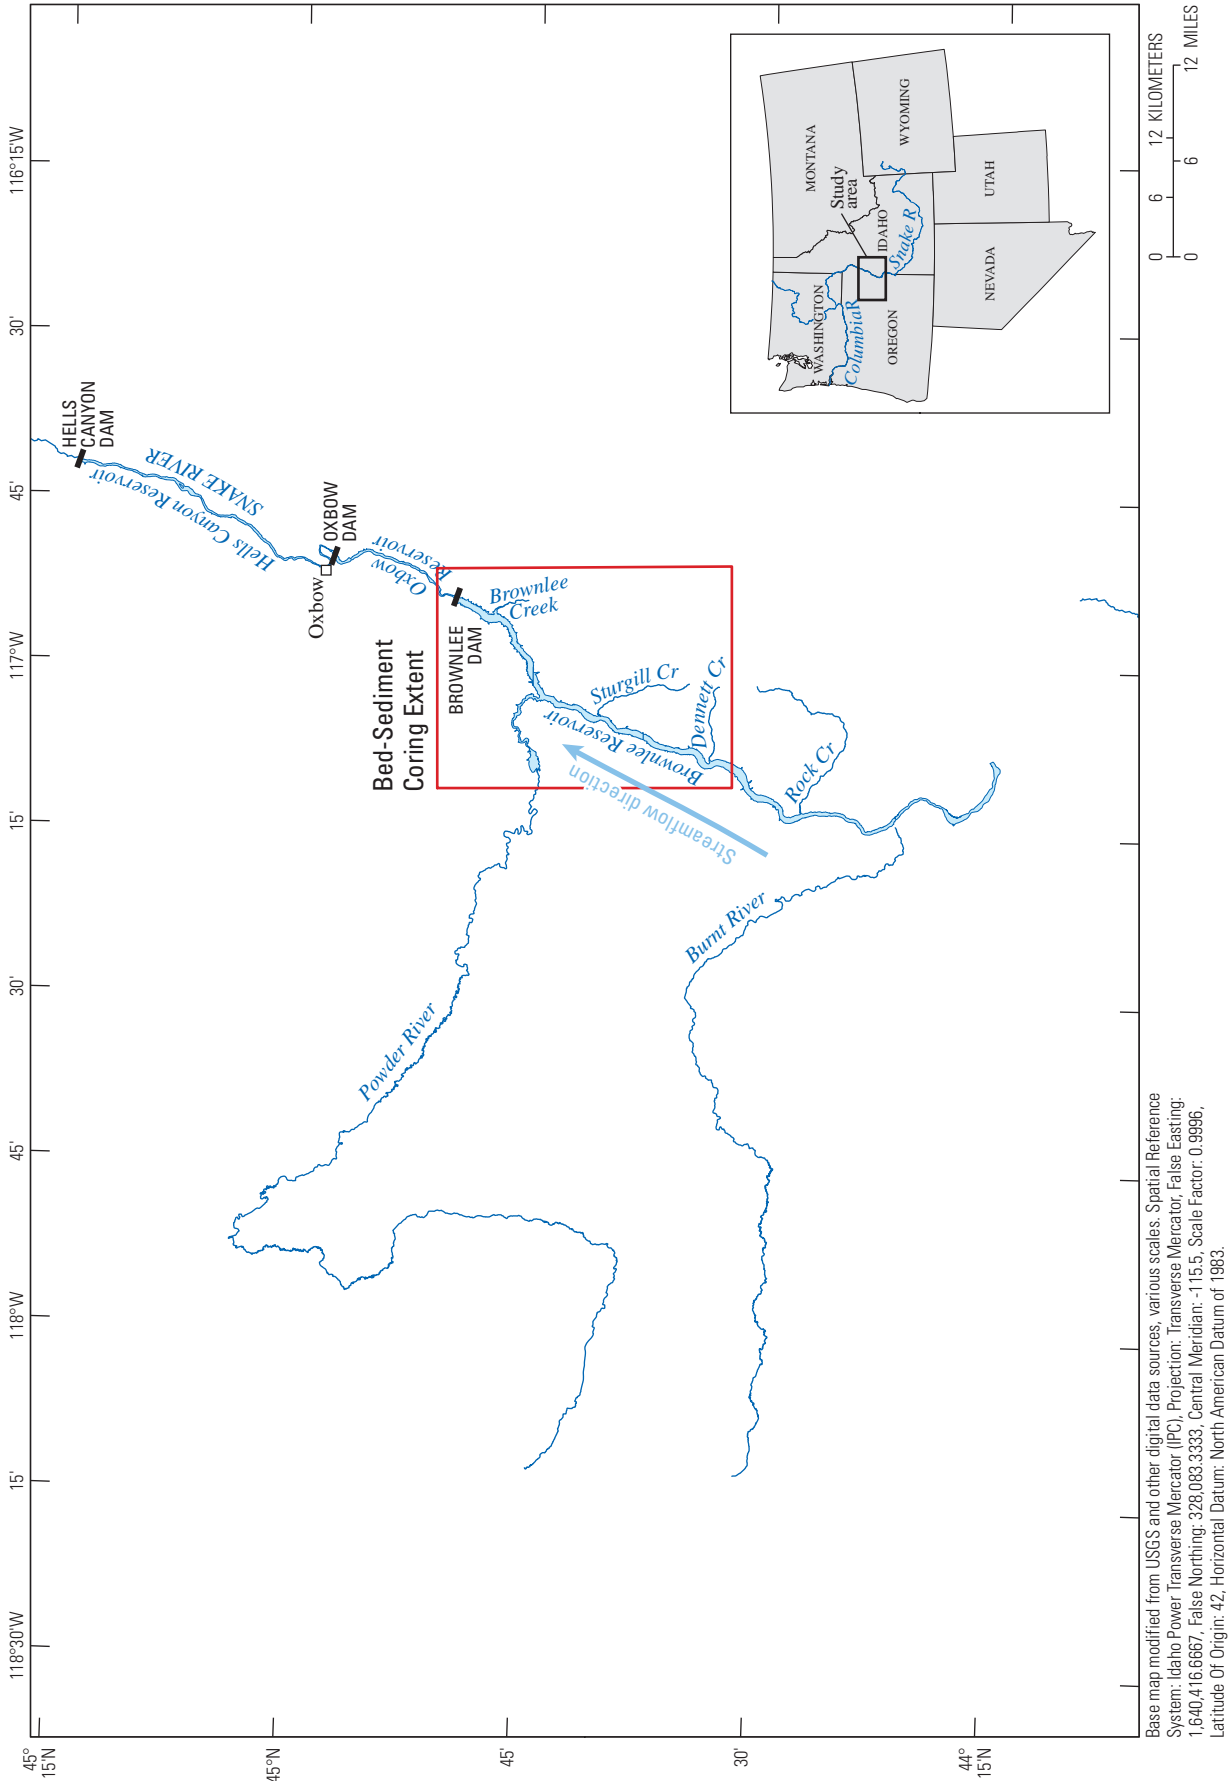 118°30'W
15'
118°W
45'
30'
15'
117°W
45'
30'
116°15'W
45°
15'N
45°N
45'
30'
44°
15'N
HELLS
CANYON
DAM
Hells Canyon Reservoir
SNAKE RIVER
Oxbow
OXBOW
DAM
Oxbow
Reservoir
Bed-Sediment
Coring Extent
BROWNLEE
DAM
Brownlee
Creek
Powder River
Sturgill Cr
Brownlee Reservoir
Dennett Cr
Streamflow direction
Rock Cr
Burnt River
MONTANA
WASHINGTON
Columbia R
Study
area
IDAHO
Snake R
WYOMING
OREGON
NEVADA
UTAH
0 6 12 KILOMETERS
0 6 12 MILES
Base map modified from USGS and other digital data sources, various scales. Spatial Reference
System: Idaho Power Transverse Mercator (IPC), Projection: Transverse Mercator, False Easting:
1,640,416.6667, False Northing: 328,083.3333, Central Meridian: -115.5, Scale Factor: 0.9996,
Latitude Of Origin: 42, Horizontal Datum: North American Datum of 1983.